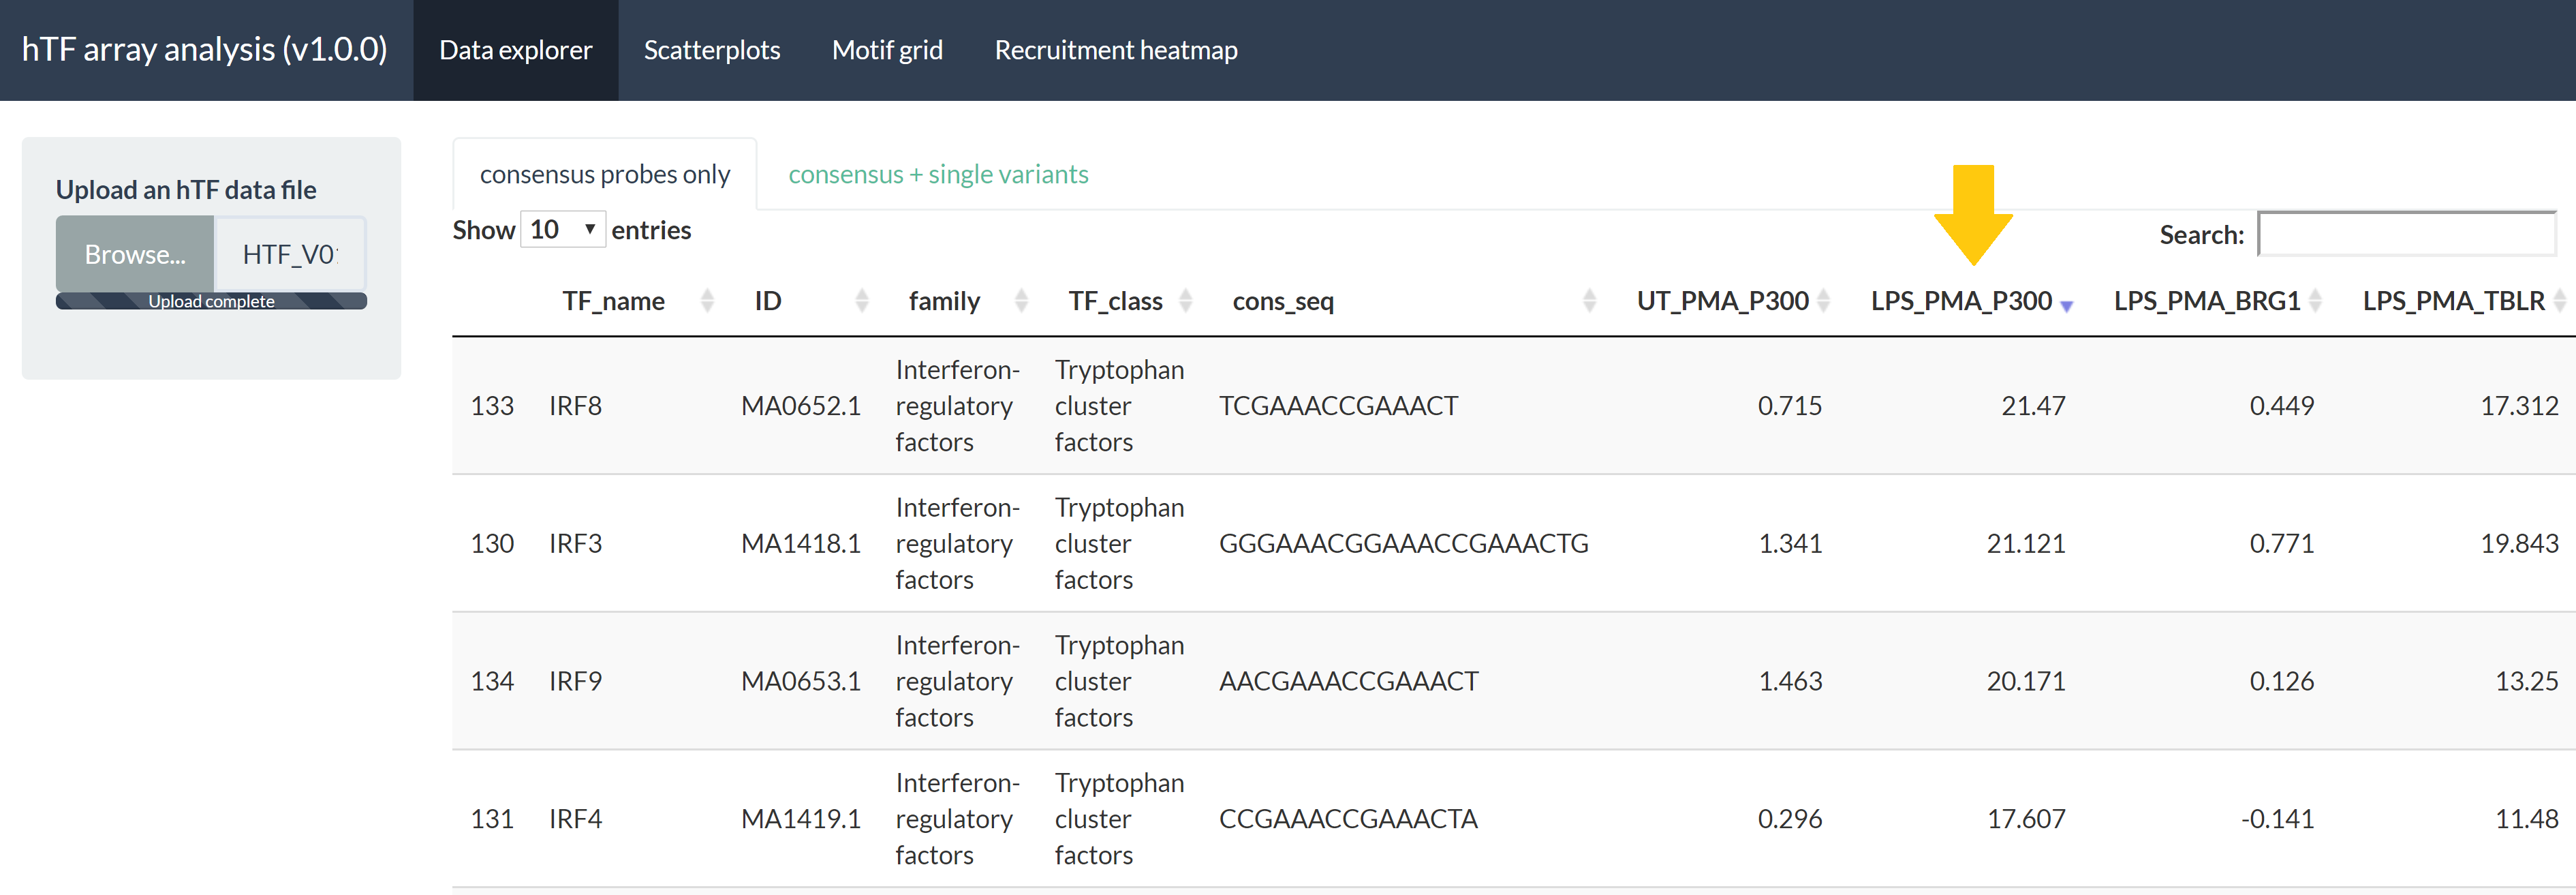 hTF array analysis (v1.0.0) Data explorer Scatterplots Motif grid Recruitment heatmap
Upload an hTF data file
Browse... HTF_V0
Upload complete
consensus probes only consensus + single variants
Show 10 entries
Search:
TF_name ID family TF_class cons_seq UT_PMA_P300 LPS_PMA_P300 LPS_PMA_BRG1 LPS_PMA_TBLR
133 IRF8 MA0652.1 Interferon-regulatory factors Tryptophan cluster factors TCGAAACCGAAACT 0.715 21.47 0.449 17.312
130 IRF3 MA1418.1 Interferon-regulatory factors Tryptophan cluster factors GGGAAACGGAAACCGAAACTG 1.341 21.121 0.771 19.843
134 IRF9 MA0653.1 Interferon-regulatory factors Tryptophan cluster factors AACGAAACCGAAACT 1.463 20.171 0.126 13.25
131 IRF4 MA1419.1 Interferon-regulatory factors Tryptophan cluster factors CCGAAACCGAAACTA 0.296 17.607 -0.141 11.48